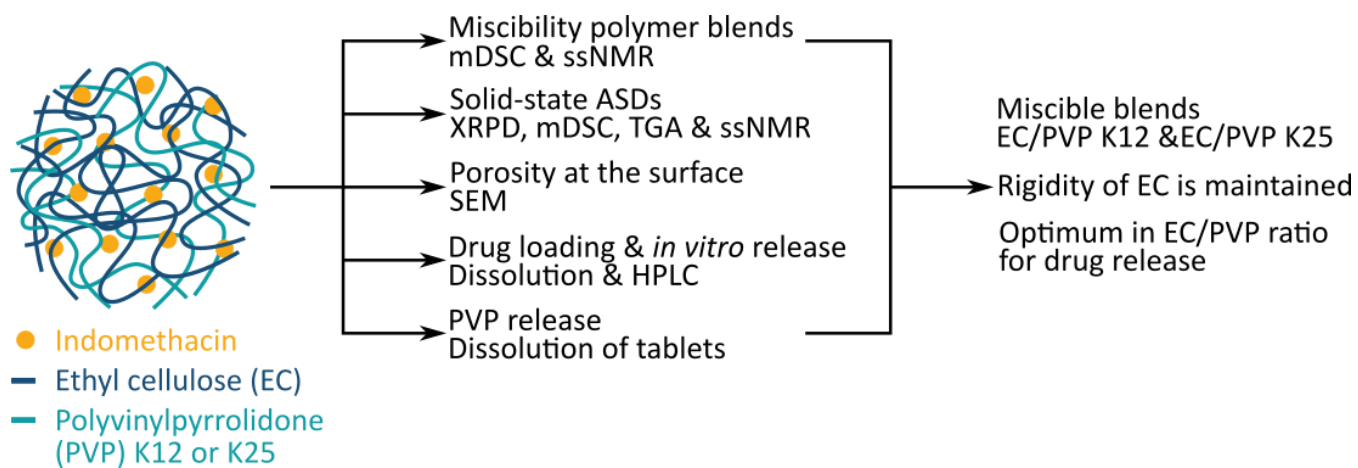 Miscibility polymer blends
mDSC & ssNMR
Solid-state ASDs
XRPD, mDSC, TGA & ssNMR
Porosity at the surface
SEM
Drug loading & in vitro release
Dissolution & HPLC
PVP release
Dissolution of tablets
Miscible blends
EC/PVP K12 &EC/PVP K25
Rigidity of EC is maintained
Optimum in EC/PVP ratio
for drug release
Indomethacin
Ethyl cellulose (EC)
Polyvinylpyrrolidone
(PVP) K12 or K25